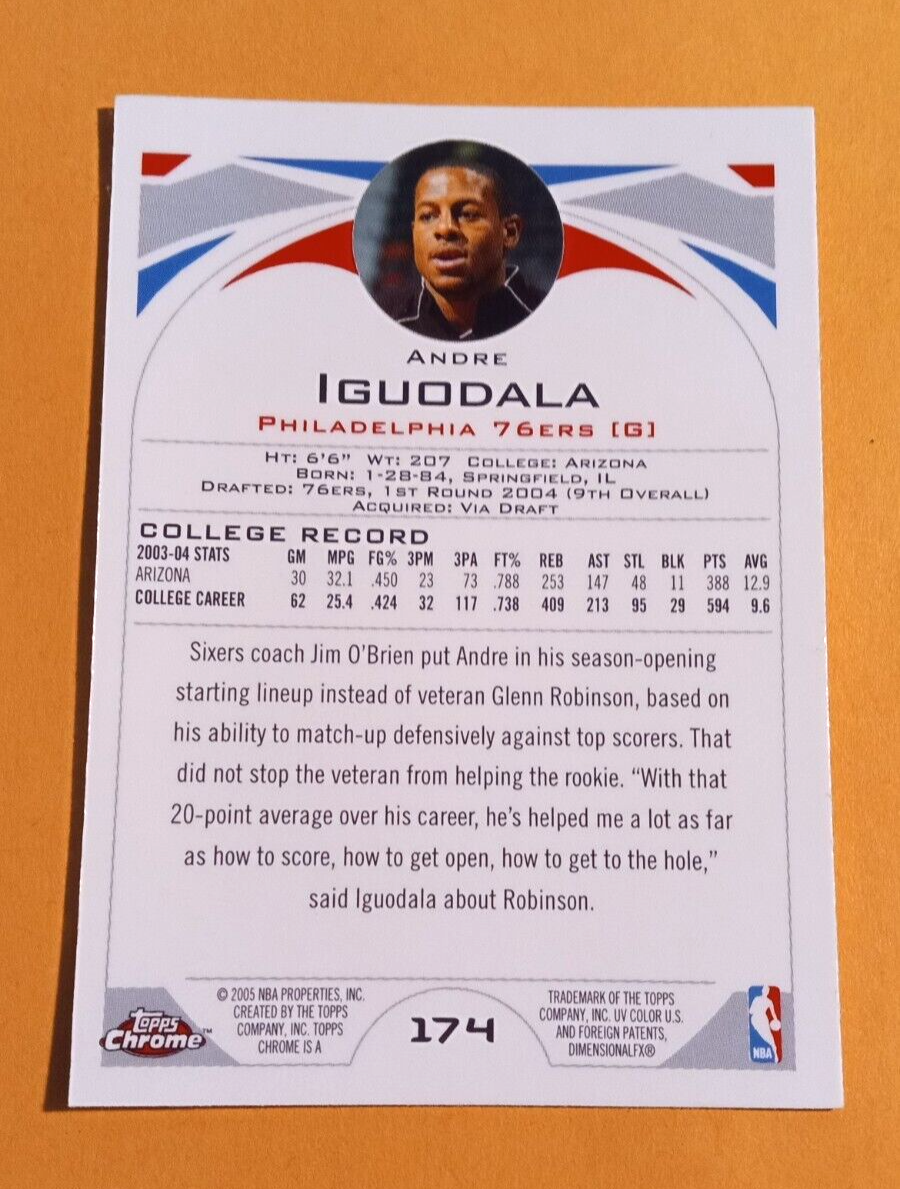 ANDRE
IGUODALA
PHILADELPHIA 76ERS [G]
HT: 6'6" WT: 207 COLLEGE: ARIZONA
BORN: 1-28-84, SPRINGFIELD, IL
DRAFTED: 76ERS, 1ST ROUND 2004 (9TH OVERALL)
ACQUIRED: VIA DRAFT
COLLEGE RECORD
2003-04 STATS GM MPG FG% 3PM 3PA FT% REB AST STL BLK PTS AVG
ARIZONA 30 32.1 .450 23 73 .788 253 147 48 11 388 12.9
COLLEGE CAREER 62 25.4 .424 32 117 .738 409 213 95 29 594 9.6
Sixers coach Jim O'Brien put Andre in his season-opening
starting lineup instead of veteran Glenn Robinson, based on
his ability to match-up defensively against top scorers. That
did not stop the veteran from helping the rookie. “With that
20-point average over his career, he's helped me a lot as far
as how to score, how to get open, how to get to the hole,”
said Iguodala about Robinson.
© 2005 NBA PROPERTIES, INC.
CREATED BY THE TOPPS
COMPANY, INC. TOPPS
CHROME IS A
TRADEMARK OF THE TOPPS
COMPANY, INC. UV COLOR U.S.
AND FOREIGN PATENTS,
DIMENSIONALFX®
174
Topps
Chrome™
NBA